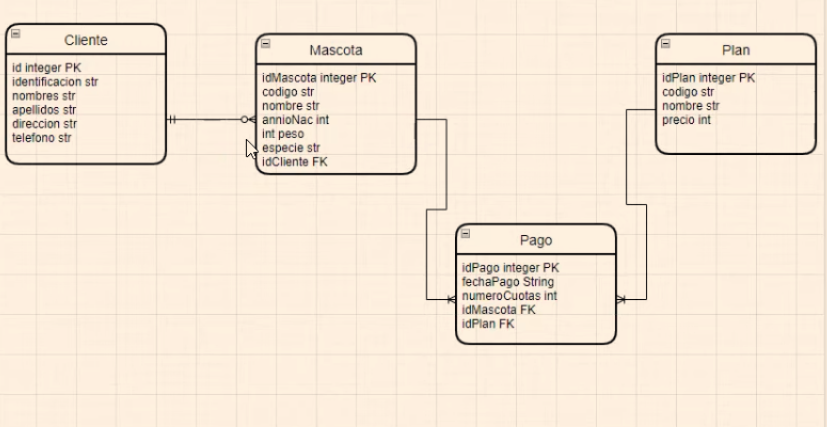 Cliente
id integer PK
identificacion str
nombres str
apellidos str
direccion str
telefono str
Mascota
idMascota integer PK
codigo str
nombre str
annioNac int
int peso
especie str
idCliente FK
Plan
idPlan integer PK
codigo str
nombre str
precio int
Pago
idPago integer PK
fechaPago String
numeroCuotas int
idMascota FK
idPlan FK